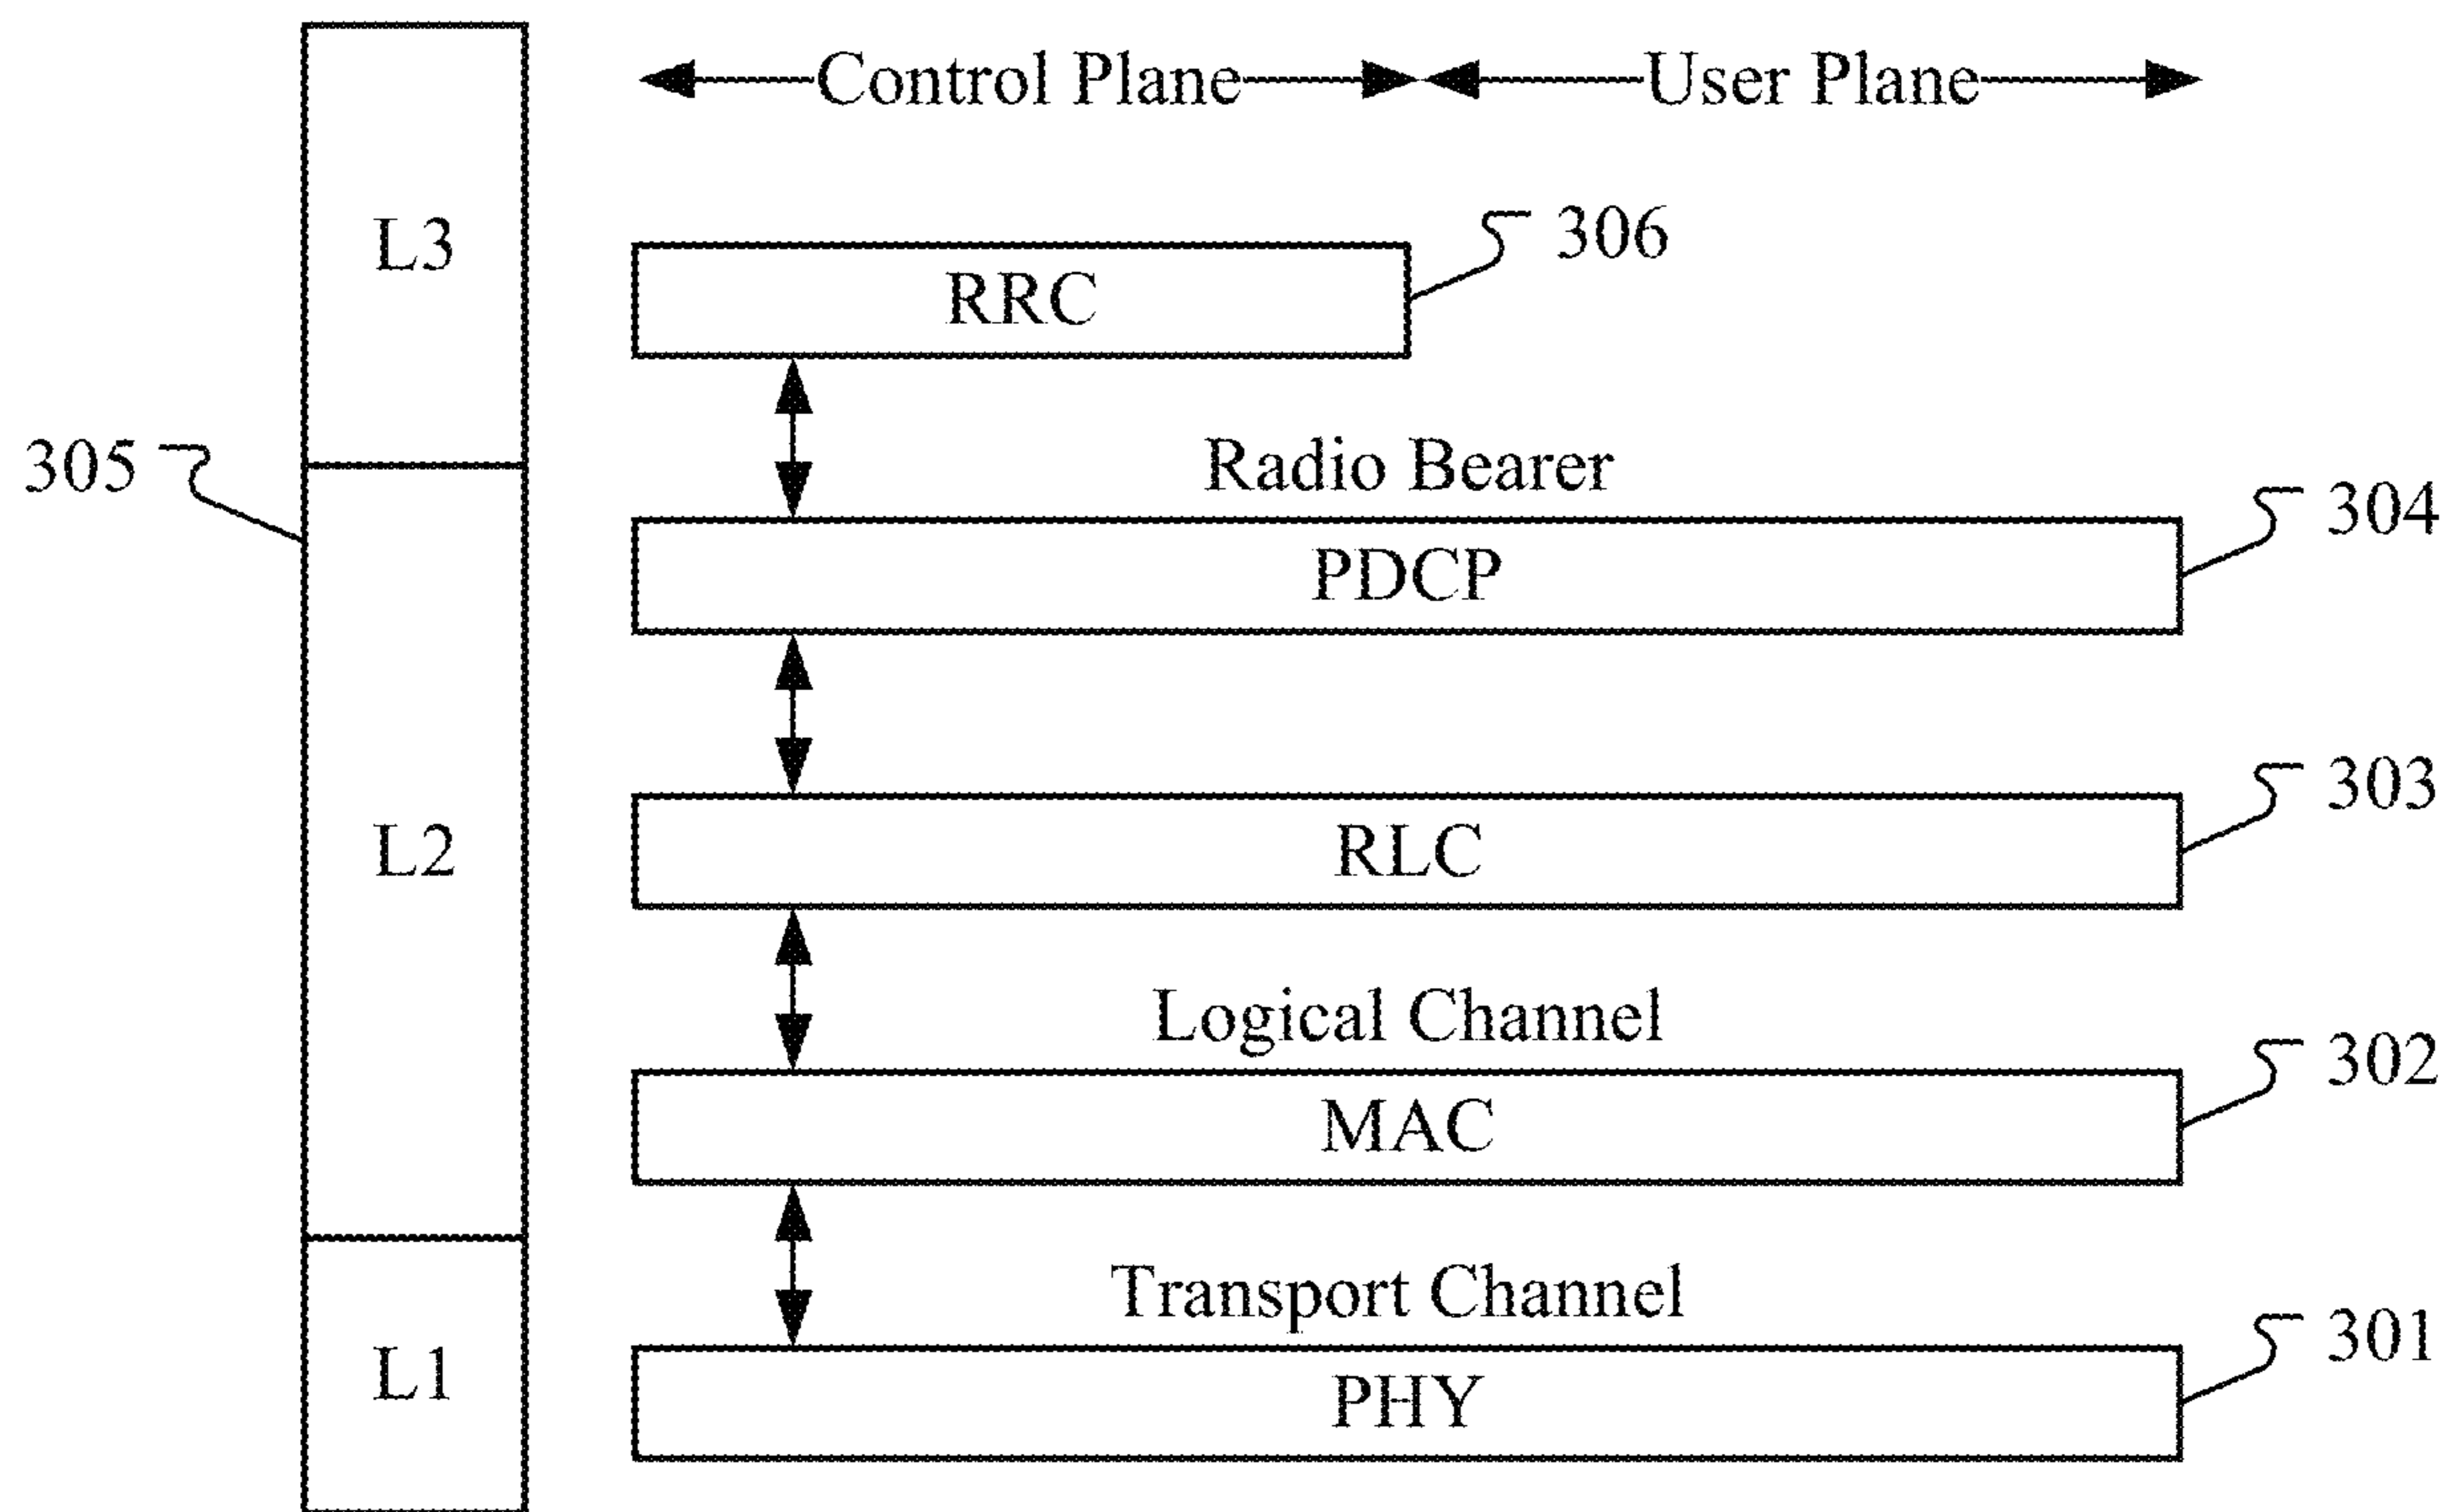 Control Plane User Plane
L3
RRC
306
305
Radio Bearer
304
PDCP
303
L2
RLC
Logical Channel
302
MAC
Transport Channel
301
L1
PHY